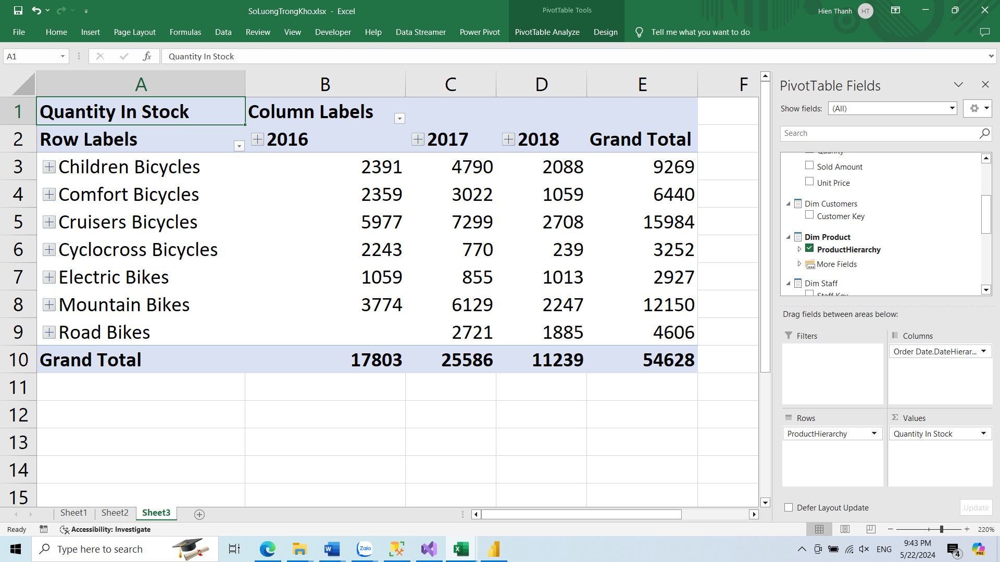 SoLuongTrongKho.xlsx - Excel
PivotTable Tools
Hien Thanh HT
File Home Insert Page Layout Formulas Data Review View Developer Help Data Streamer Power Pivot PivotTable Analyze Design Tell me what you want to do
A1 fx Quantity In Stock
A B C D E F
1 Quantity In Stock Column Labels
2 Row Labels 2016 2017 2018 Grand Total
3 Children Bicycles 2391 4790 2088 9269
4 Comfort Bicycles 2359 3022 1059 6440
5 Cruisers Bicycles 5977 7299 2708 15984
6 Cyclocross Bicycles 2243 770 239 3252
7 Electric Bikes 1059 855 1013 2927
8 Mountain Bikes 3774 6129 2247 12150
9 Road Bikes 2721 1885 4606
10 Grand Total 17803 25586 11239 54628
11
12
13
14
15
Sheet1 Sheet2 Sheet3
PivotTable Fields
Show fields: (All)
Search
Quantity
Sold Amount
Unit Price
Dim Customers
Customer Key
Dim Product
ProductHierarchy
More Fields
Dim Staff
Staff Key
Drag fields between areas below:
Filters
Columns
Order Date.DateHierar...
Rows
ProductHierarchy
Values
Quantity In Stock
Defer Layout Update Update
Ready Accessibility: Investigate 220%
Type here to search
Zalo
ENG
9:43 PM
5/22/2024
4
PRE